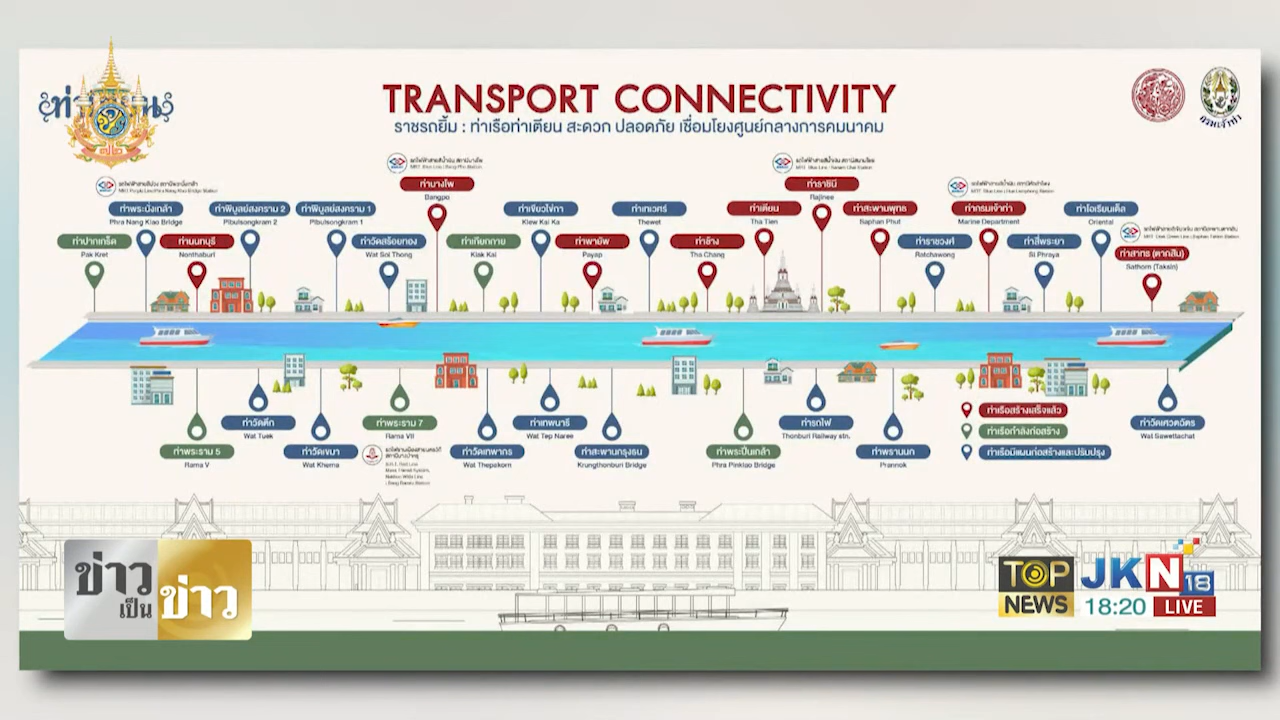 TRANSPORT CONNECTIVITY
ราชรถยิ้ม : ท่าเรือท่าเตียน สะดวก ปลอดภัย เชื่อมโยงศูนย์กลางการคมนาคม
กรมเจ้าท่า
ท่าบางโพ
Bangpo
ท่าราชินี
Rajinee
ท่าพระนั่งเกล้า
Phra Nang Klao Bridge
ท่าพิบูลย์สงคราม 2
Pibulsongkram 2
ท่าพิบูลย์สงคราม 1
Pibulsongkram 1
ท่าเขียวไข่กา
Kiew Kai Ka
ท่าเทเวศร์
Thewet
ท่าเตียน
Tha Tien
ท่าสะพานพุทธ
Saphan Phut
ท่ากรมเจ้าท่า
Marine Department
ท่าโอเรียนเต็ล
Oriental
ท่าปากเกร็ด
Pak Kret
ท่านนทบุรี
Nonthaburi
ท่าวัดสร้อยทอง
Wat Soi Thong
ท่าเกียกกาย
Kiak Kai
ท่าพายัพ
Payap
ท่าช้าง
Tha Chang
ท่าราชวงศ์
Ratchawong
ท่าสี่พระยา
Si Phraya
ท่าสาทร (ตากสิน)
Sathorn (Taksin)
ท่าวัดตึก
Wat Tuek
ท่าพระราม 7
Rama VII
ท่าเทพนารี
Wat Tep Naree
ท่ารถไฟ
Thonburi Railway stn.
ท่าวัดเศวตฉัตร
Wat Sawettachat
ท่าพระราม 5
Rama V
ท่าวัดเขมา
Wat Khema
ท่าวัดเทพากร
Wat Thepakorn
ท่าสะพานกรุงธน
Krungthonburi Bridge
ท่าพระปิ่นเกล้า
Phra Pinklao Bridge
ท่าพรานนก
Prannok
ท่าเรือสร้างเสร็จแล้ว
ท่าเรือกำลังก่อสร้าง
ท่าเรือมีแผนก่อสร้างและปรับปรุง
ข่าว
เป็น
ข่าว
TOP
NEWS
JKN
18
18:20
LIVE